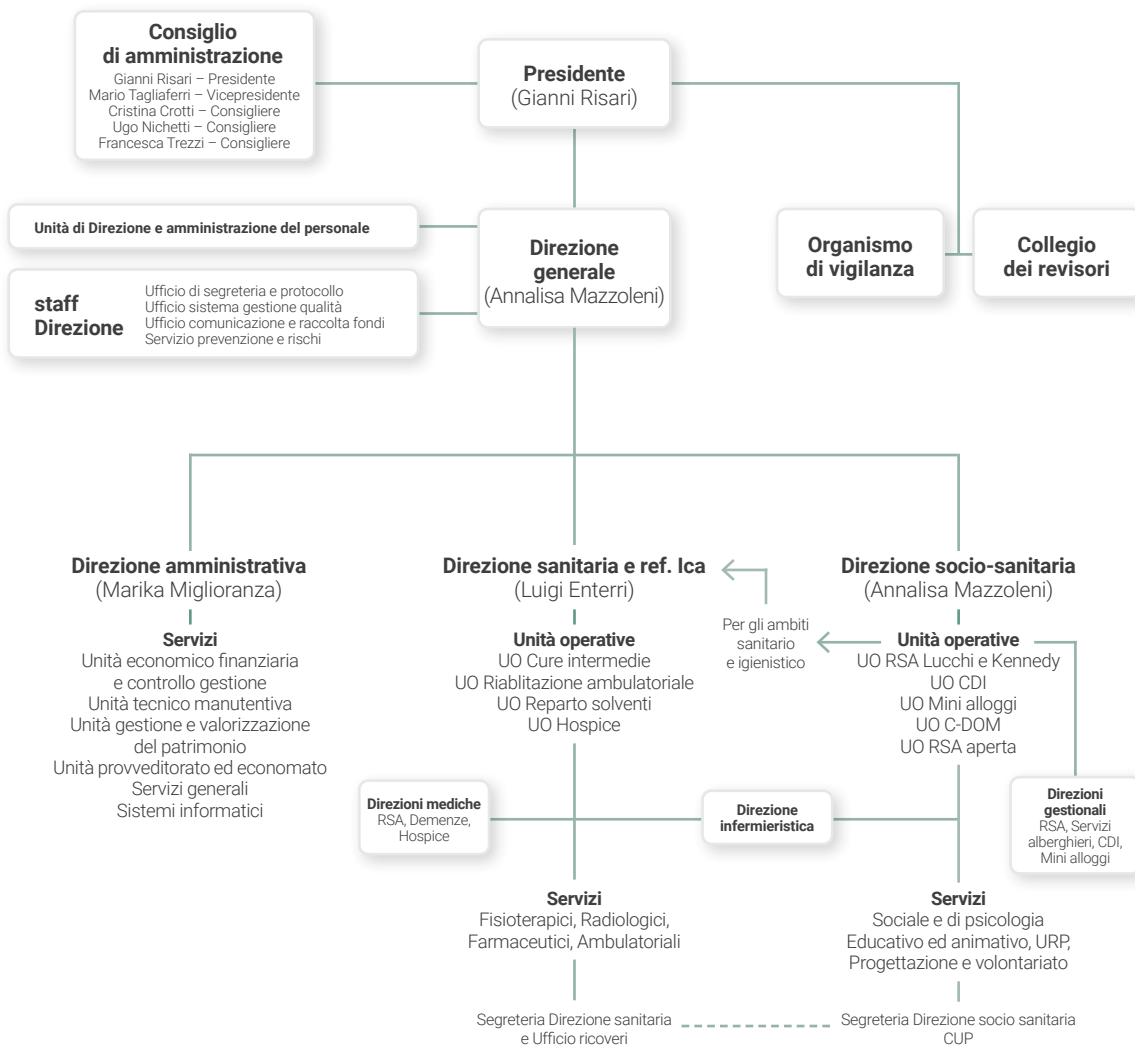 Consiglio
di amministrazione
Gianni Risari – Presidente
Mario Tagliaferri – Vicepresidente
Cristina Crotti – Consigliere
Ugo Nichetti – Consigliere
Francesca Trezzi – Consigliere
Presidente
(Gianni Risari)
Unità di Direzione e amministrazione del personale
staff
Direzione
Ufficio di segreteria e protocollo
Ufficio sistema gestione qualità
Ufficio comunicazione e raccolta fondi
Servizio prevenzione e rischi
Direzione
generale
(Annalisa Mazzoleni)
Organismo
di vigilanza
Collegio
dei revisori
Direzione amministrativa
(Marika Miglioranza)
Servizi
Unità economico finanziaria
e controllo gestione
Unità tecnico manutentiva
Unità gestione e valorizzazione
del patrimonio
Unità provveditorato ed economato
Servizi generali
Sistemi informatici
Direzione sanitaria e ref. Ica
(Luigi Enterri)
Unità operative
UO Cure intermedie
UO Riablitazione ambulatoriale
UO Reparto solventi
UO Hospice
Per gli ambiti
sanitario
e igienistico
Direzione socio-sanitaria
(Annalisa Mazzoleni)
Unità operative
UO RSA Lucchi e Kennedy
UO CDI
UO Mini alloggi
UO C-DOM
UO RSA aperta
Direzioni mediche
RSA, Demenze,
Hospice
Direzione
infermieristica
Direzioni
gestionali
RSA, Servizi
alberghieri, CDI,
Mini alloggi
Servizi
Fisioterapici, Radiologici,
Farmaceutici, Ambulatoriali
Servizi
Sociale e di psicologia
Educativo ed animativo, URP,
Progettazione e volontariato
Segreteria Direzione sanitaria
e Ufficio ricoveri
Segreteria Direzione socio sanitaria
CUP